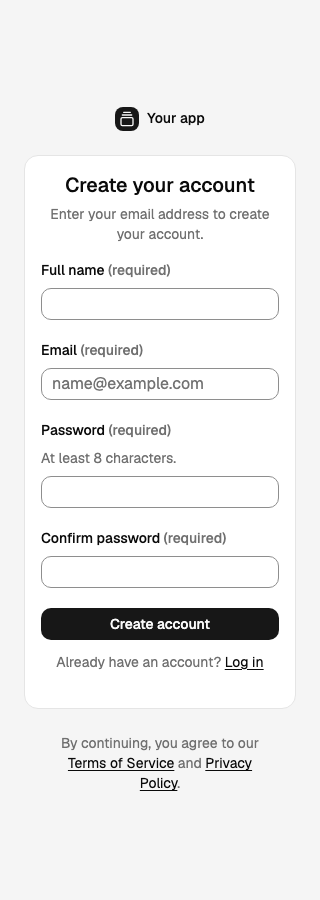 Your app
Create your account
Enter your email address to create
your account.
Full name (required)
Email (required)
name@example.com
Password (required)
At least 8 characters.
Confirm password (required)
Create account
Already have an account? Log in
By continuing, you agree to our
Terms of Service and Privacy
Policy.